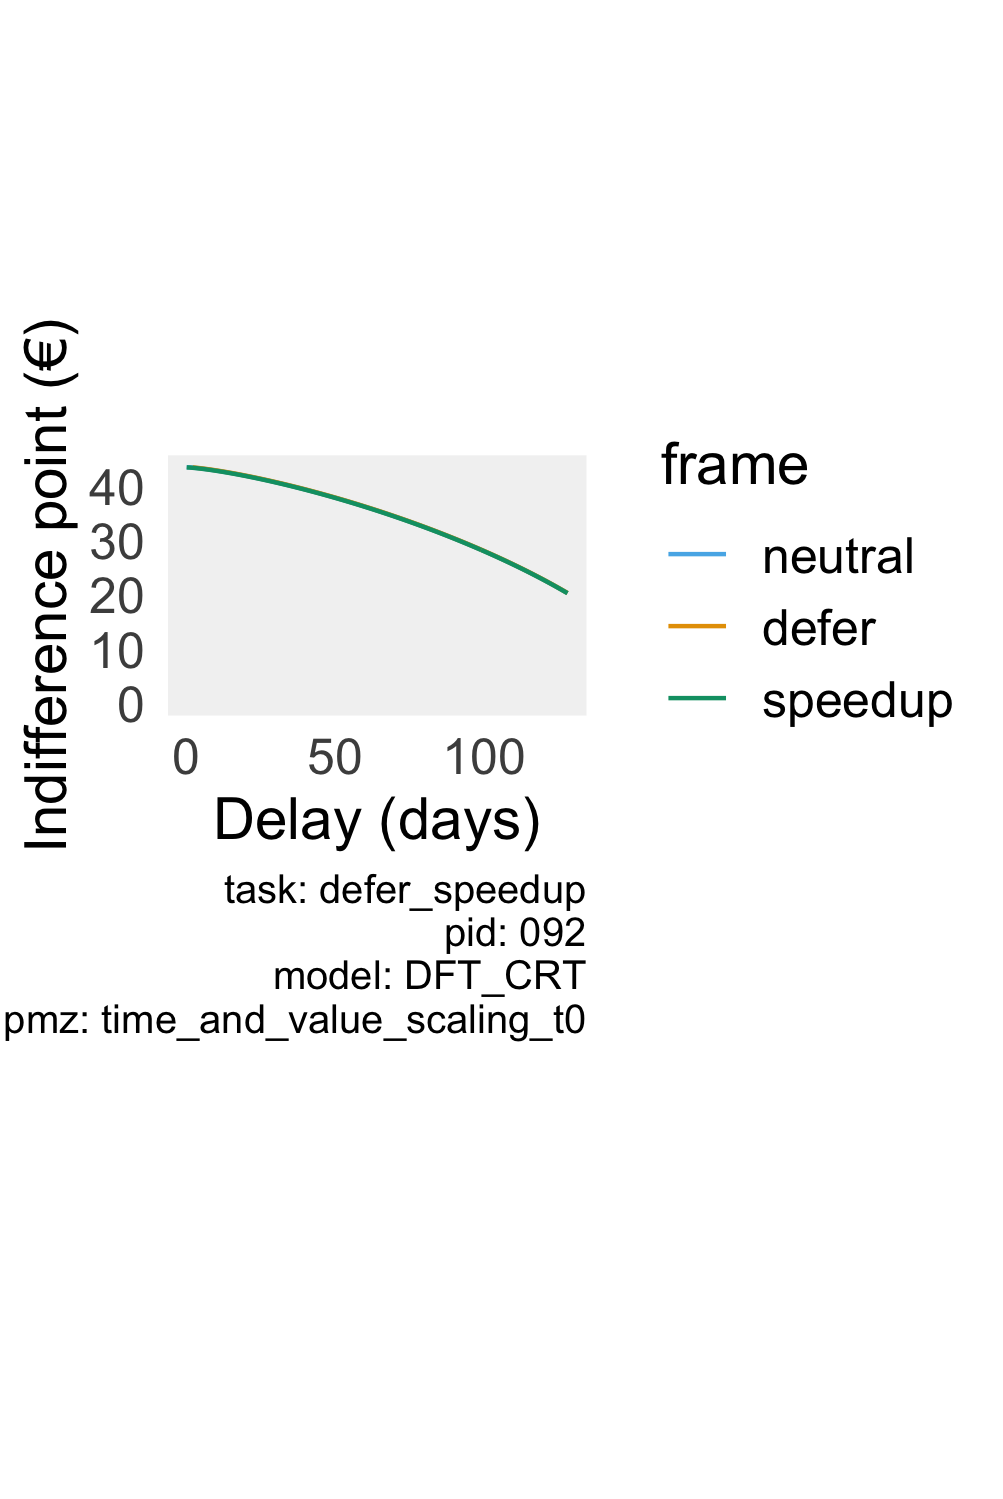 Indifference point (€)
40
30
20
10
0
0 50 100
Delay (days)
frame
neutral
defer
speedup
task: defer_speedup
pid: 092
model: DFT_CRT
pmz: time_and_value_scaling_t0